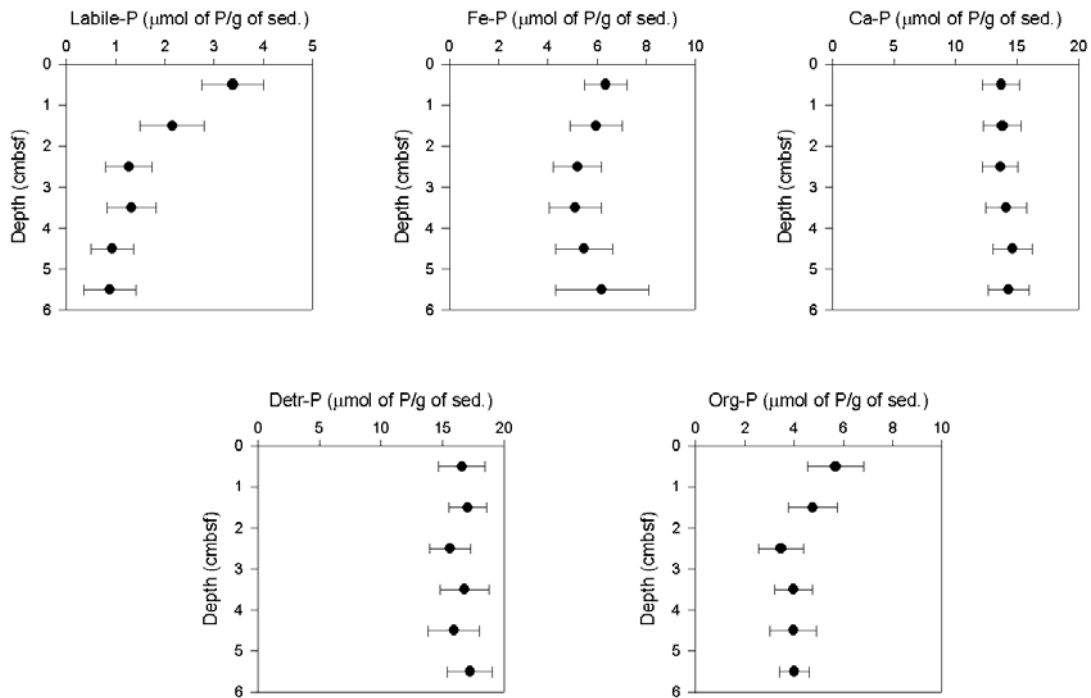 Labile-P (μmol of P/g of sed.)
0 1 2 3 4 5
Depth (cmbsf)
0
1
2
3
4
5
6
Fe-P (μmol of P/g of sed.)
0 2 4 6 8 10
Depth (cmbsf)
0
1
2
3
4
5
6
Ca-P (μmol of P/g of sed.)
0 5 10 15 20
Depth (cmbsf)
0
1
2
3
4
5
6
Detr-P (μmol of P/g of sed.)
0 5 10 15 20
Depth (cmbsf)
0
1
2
3
4
5
6
Org-P (μmol of P/g of sed.)
0 2 4 6 8 10
Depth (cmbsf)
0
1
2
3
4
5
6